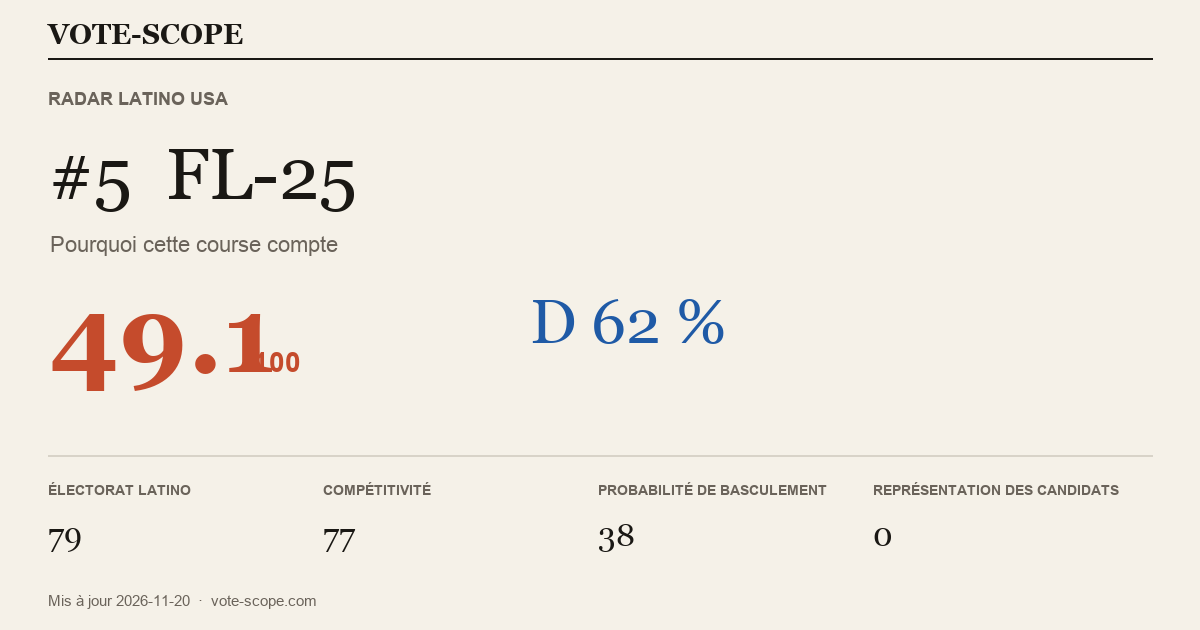 VOTE-SCOPE
RADAR LATINO USA
#5 FL-25
Pourquoi cette course compte
49.1
100
D 62 %
ÉLECTORAT LATINO
COMPÉTITIVITÉ
PROBABILITÉ DE BASCULEMENT
REPRÉSENTATION DES CANDIDATS
79
77
38
0
Mis à jour 2026-11-20 · vote-scope.com